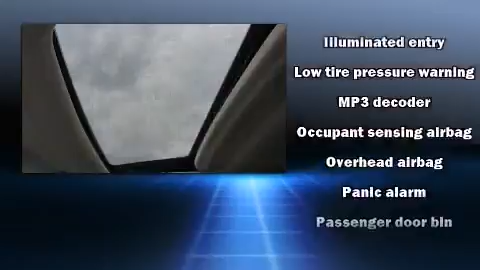 Illuminated entry
Low tire pressure warning
MP3 decoder
Occupant sensing airbag
Overhead airbag
Panic alarm
Passenger door bin